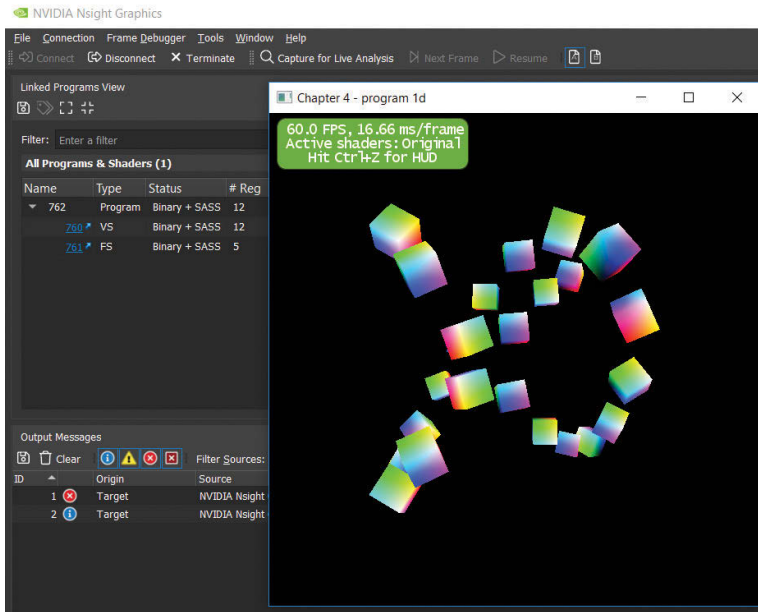 NVIDIA Nsight Graphics
File Connection Frame Debugger Tools Window Help
Connect Disconnect Terminate Capture for Live Analysis Next Frame Resume
Linked Programs View
Filter: Enter a filter
All Programs & Shaders (1)
Name Type Status # Reg
762 Program Binary + SASS 12
760 VS Binary + SASS 12
761 FS Binary + SASS 5
Chapter 4 - program 1d
60.0 FPS, 16.66 ms/frame
Active shaders: Original
Hit Ctrl+Z for HUD
Output Messages
Clear Filter Sources:
ID Origin Source
1 Target NVIDIA Nsight
2 Target NVIDIA Nsight